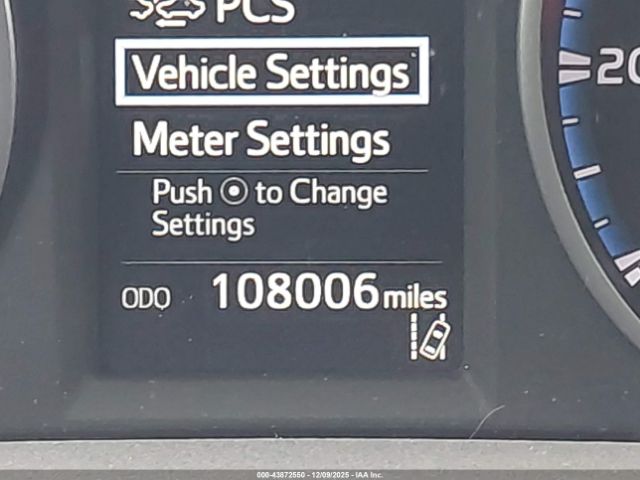 PCS
Vehicle Settings
20
Meter Settings
Push to Change
Settings
ODO 108006 miles
000-43872550 - 12/09/2025 - IAA Inc.